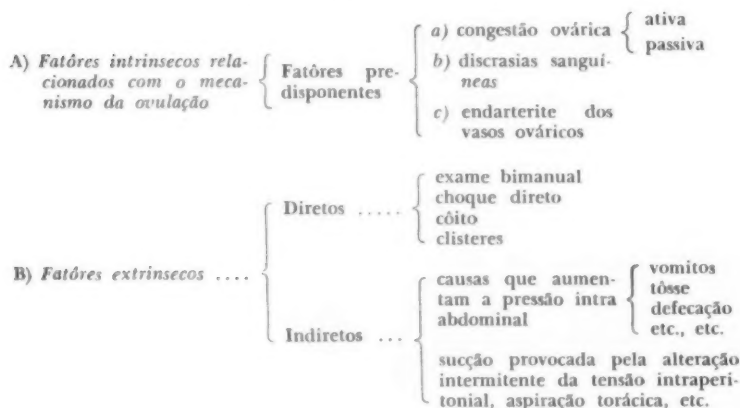 A) Fatôres intrinsecos rela-
cionados com o meca-
nismo da ovulação
Fatôres pre-
disponentes
a) congestão ovárica
ativa
passiva
b) discrasias sanguí-
neas
c) endarterite dos
vasos ováricos
B) Fatôres extrinsecos ....
Diretos .....
exame bimanual
choque direto
côito
clisteres
Indiretos ...
causas que aumen-
tam a pressão intra
abdominal
vomitos
tôsse
defecação
etc., etc.
sucção provocada pela alteração
intermitente da tensão intraperi-
tonial, aspiração torácica, etc.